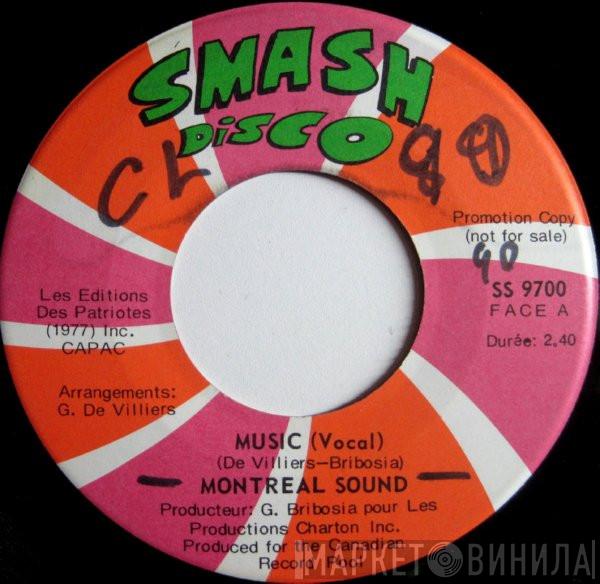 SMASH
DISCO
CL
Promotion Copy
(not for sale)
90
SS 9700
FACE A
Durée: 2.40
Les Editions
Des Patriotes
(1977) Inc.
CAPAC
Arrangements:
G. De Villiers
MUSIC (Vocal)
(De Villiers-Bribosia)
MONTREAL SOUND
Producteur: G. Bribosia pour Les
Productions Charton Inc.
Produced for the Canadian
Record Pool
МАРКЕТ ВИНИЛА